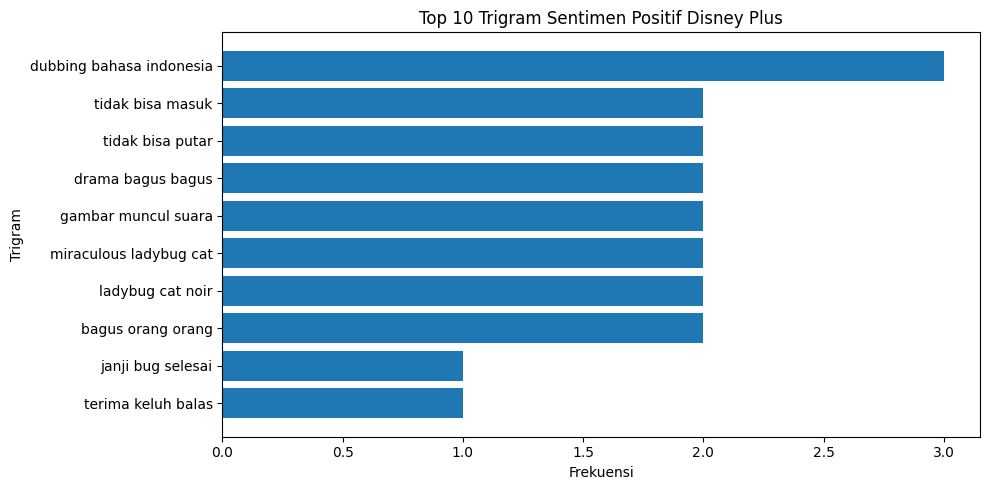 Top 10 Trigram Sentimen Positif Disney Plus
Trigram
dubbing bahasa indonesia
tidak bisa masuk
tidak bisa putar
drama bagus bagus
gambar muncul suara
miraculous ladybug cat
ladybug cat noir
bagus orang orang
janji bug selesai
terima keluh balas
0.0 0.5 1.0 1.5 2.0 2.5 3.0
Frekuensi